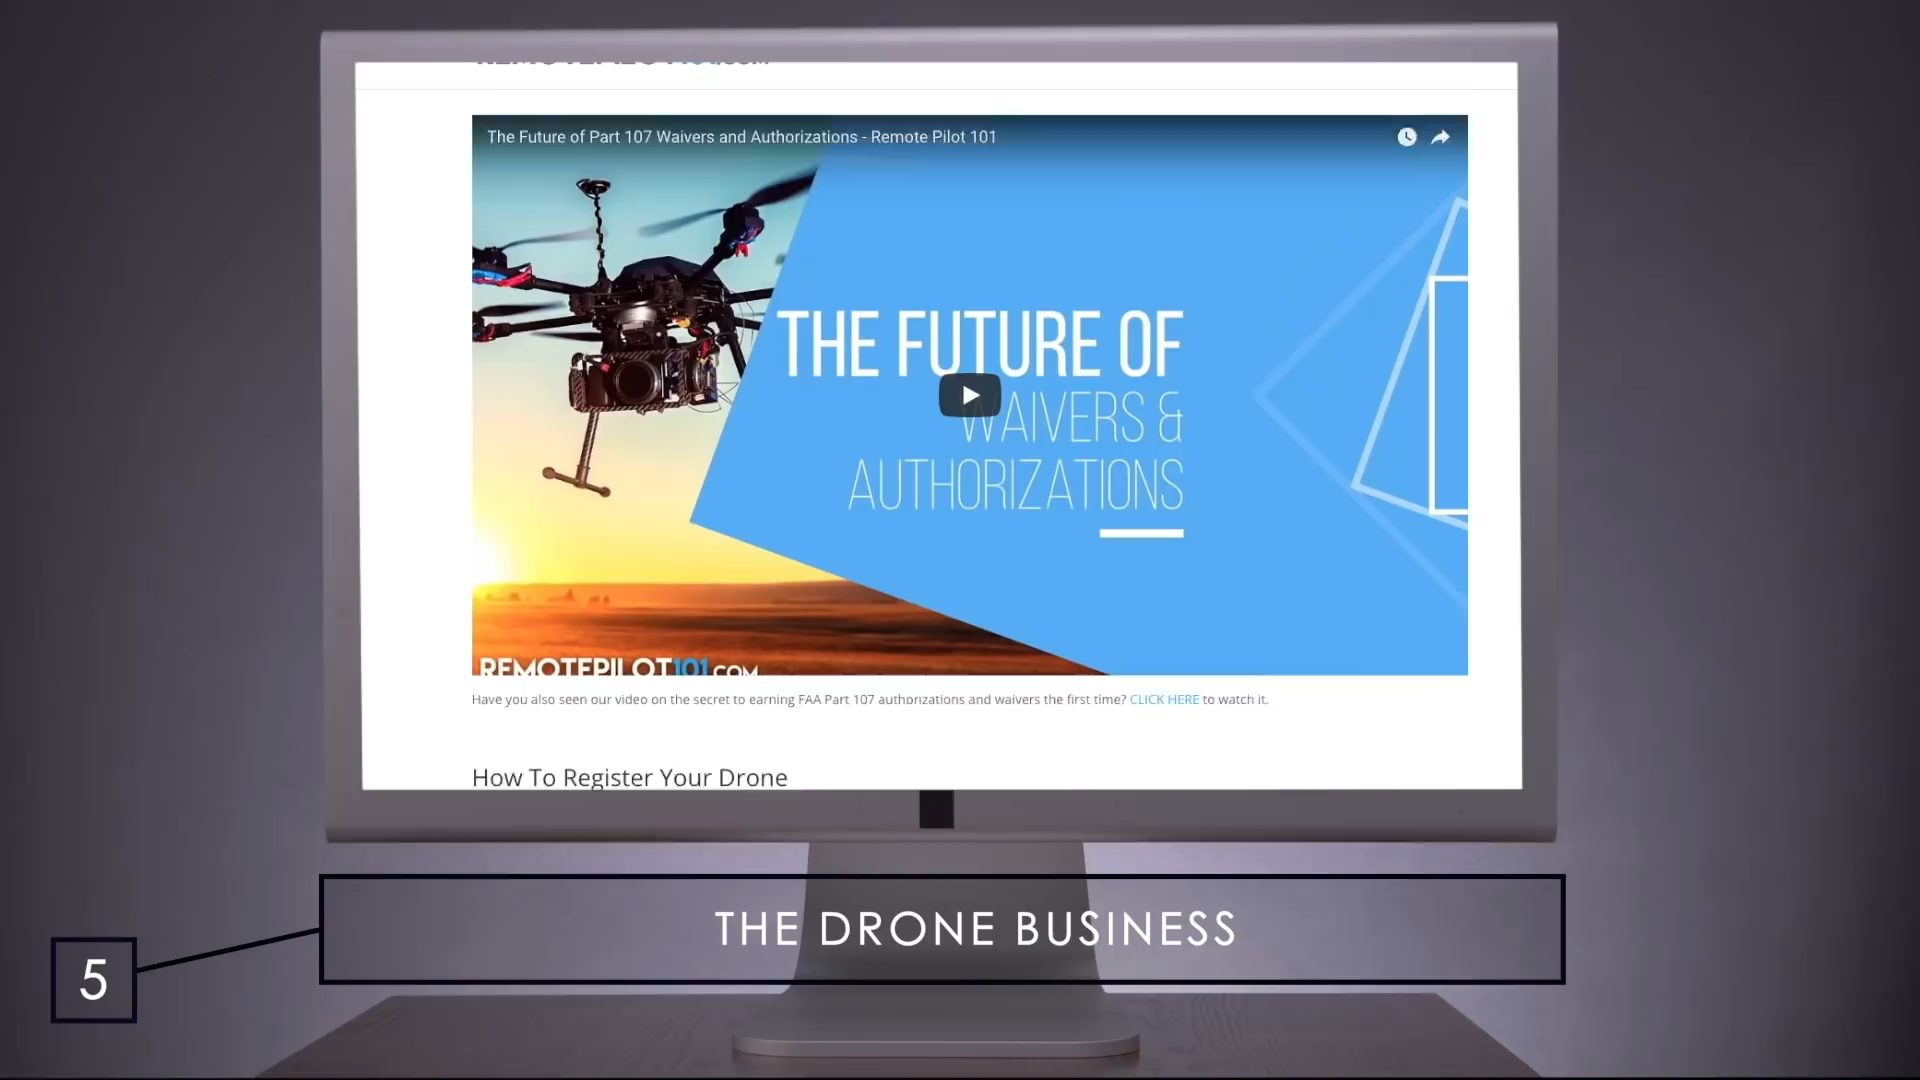 The Future of Part 107 Waivers and Authorizations - Remote Pilot 101
THE FUTURE OF
WAIVERS &
AUTHORIZATIONS
REMOTEPILOT101.COM
Have you also seen our video on the secret to earning FAA Part 107 authorizations and waivers the first time? CLICK HERE to watch it.
How To Register Your Drone
THE DRONE BUSINESS
5